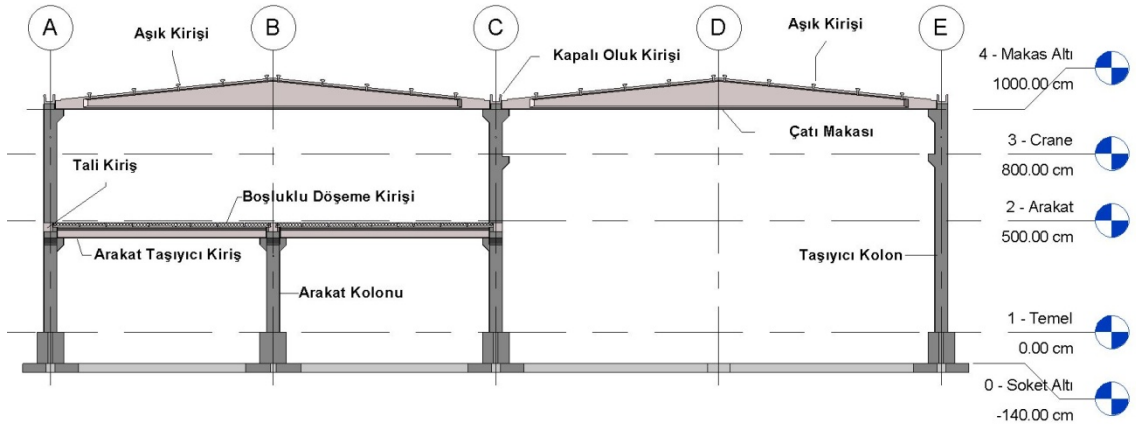 A
B
C
D
E
Aşık Kirişi
Aşık Kirişi
Kapalı Oluk Kirişi
4 - Makas Altı
1000.00 cm
Çatı Makası
3 - Crane
800.00 cm
Tali Kiriş
Boşluklu Döşeme Kirişi
2 - Arakat
500.00 cm
Arakat Taşıyıcı Kiriş
Taşıyıcı Kolon
Arakat Kolonu
1 - Temel
0.00 cm
0 - Soket Altı
-140.00 cm